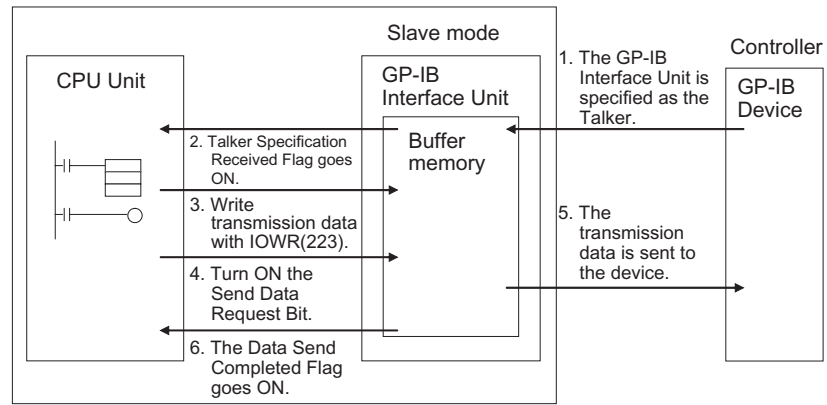 Slave mode
CPU Unit
GP-IB
Interface Unit
Buffer
memory
Controller
GP-IB
Device
1. The GP-IB
Interface Unit is
specified as the
Talker.
2. Talker Specification
Received Flag goes
ON.
3. Write
transmission data
with IOWR(223).
4. Turn ON the
Send Data
Request Bit.
5. The
transmission
data is sent to
the device.
6. The Data Send
Completed Flag
goes ON.